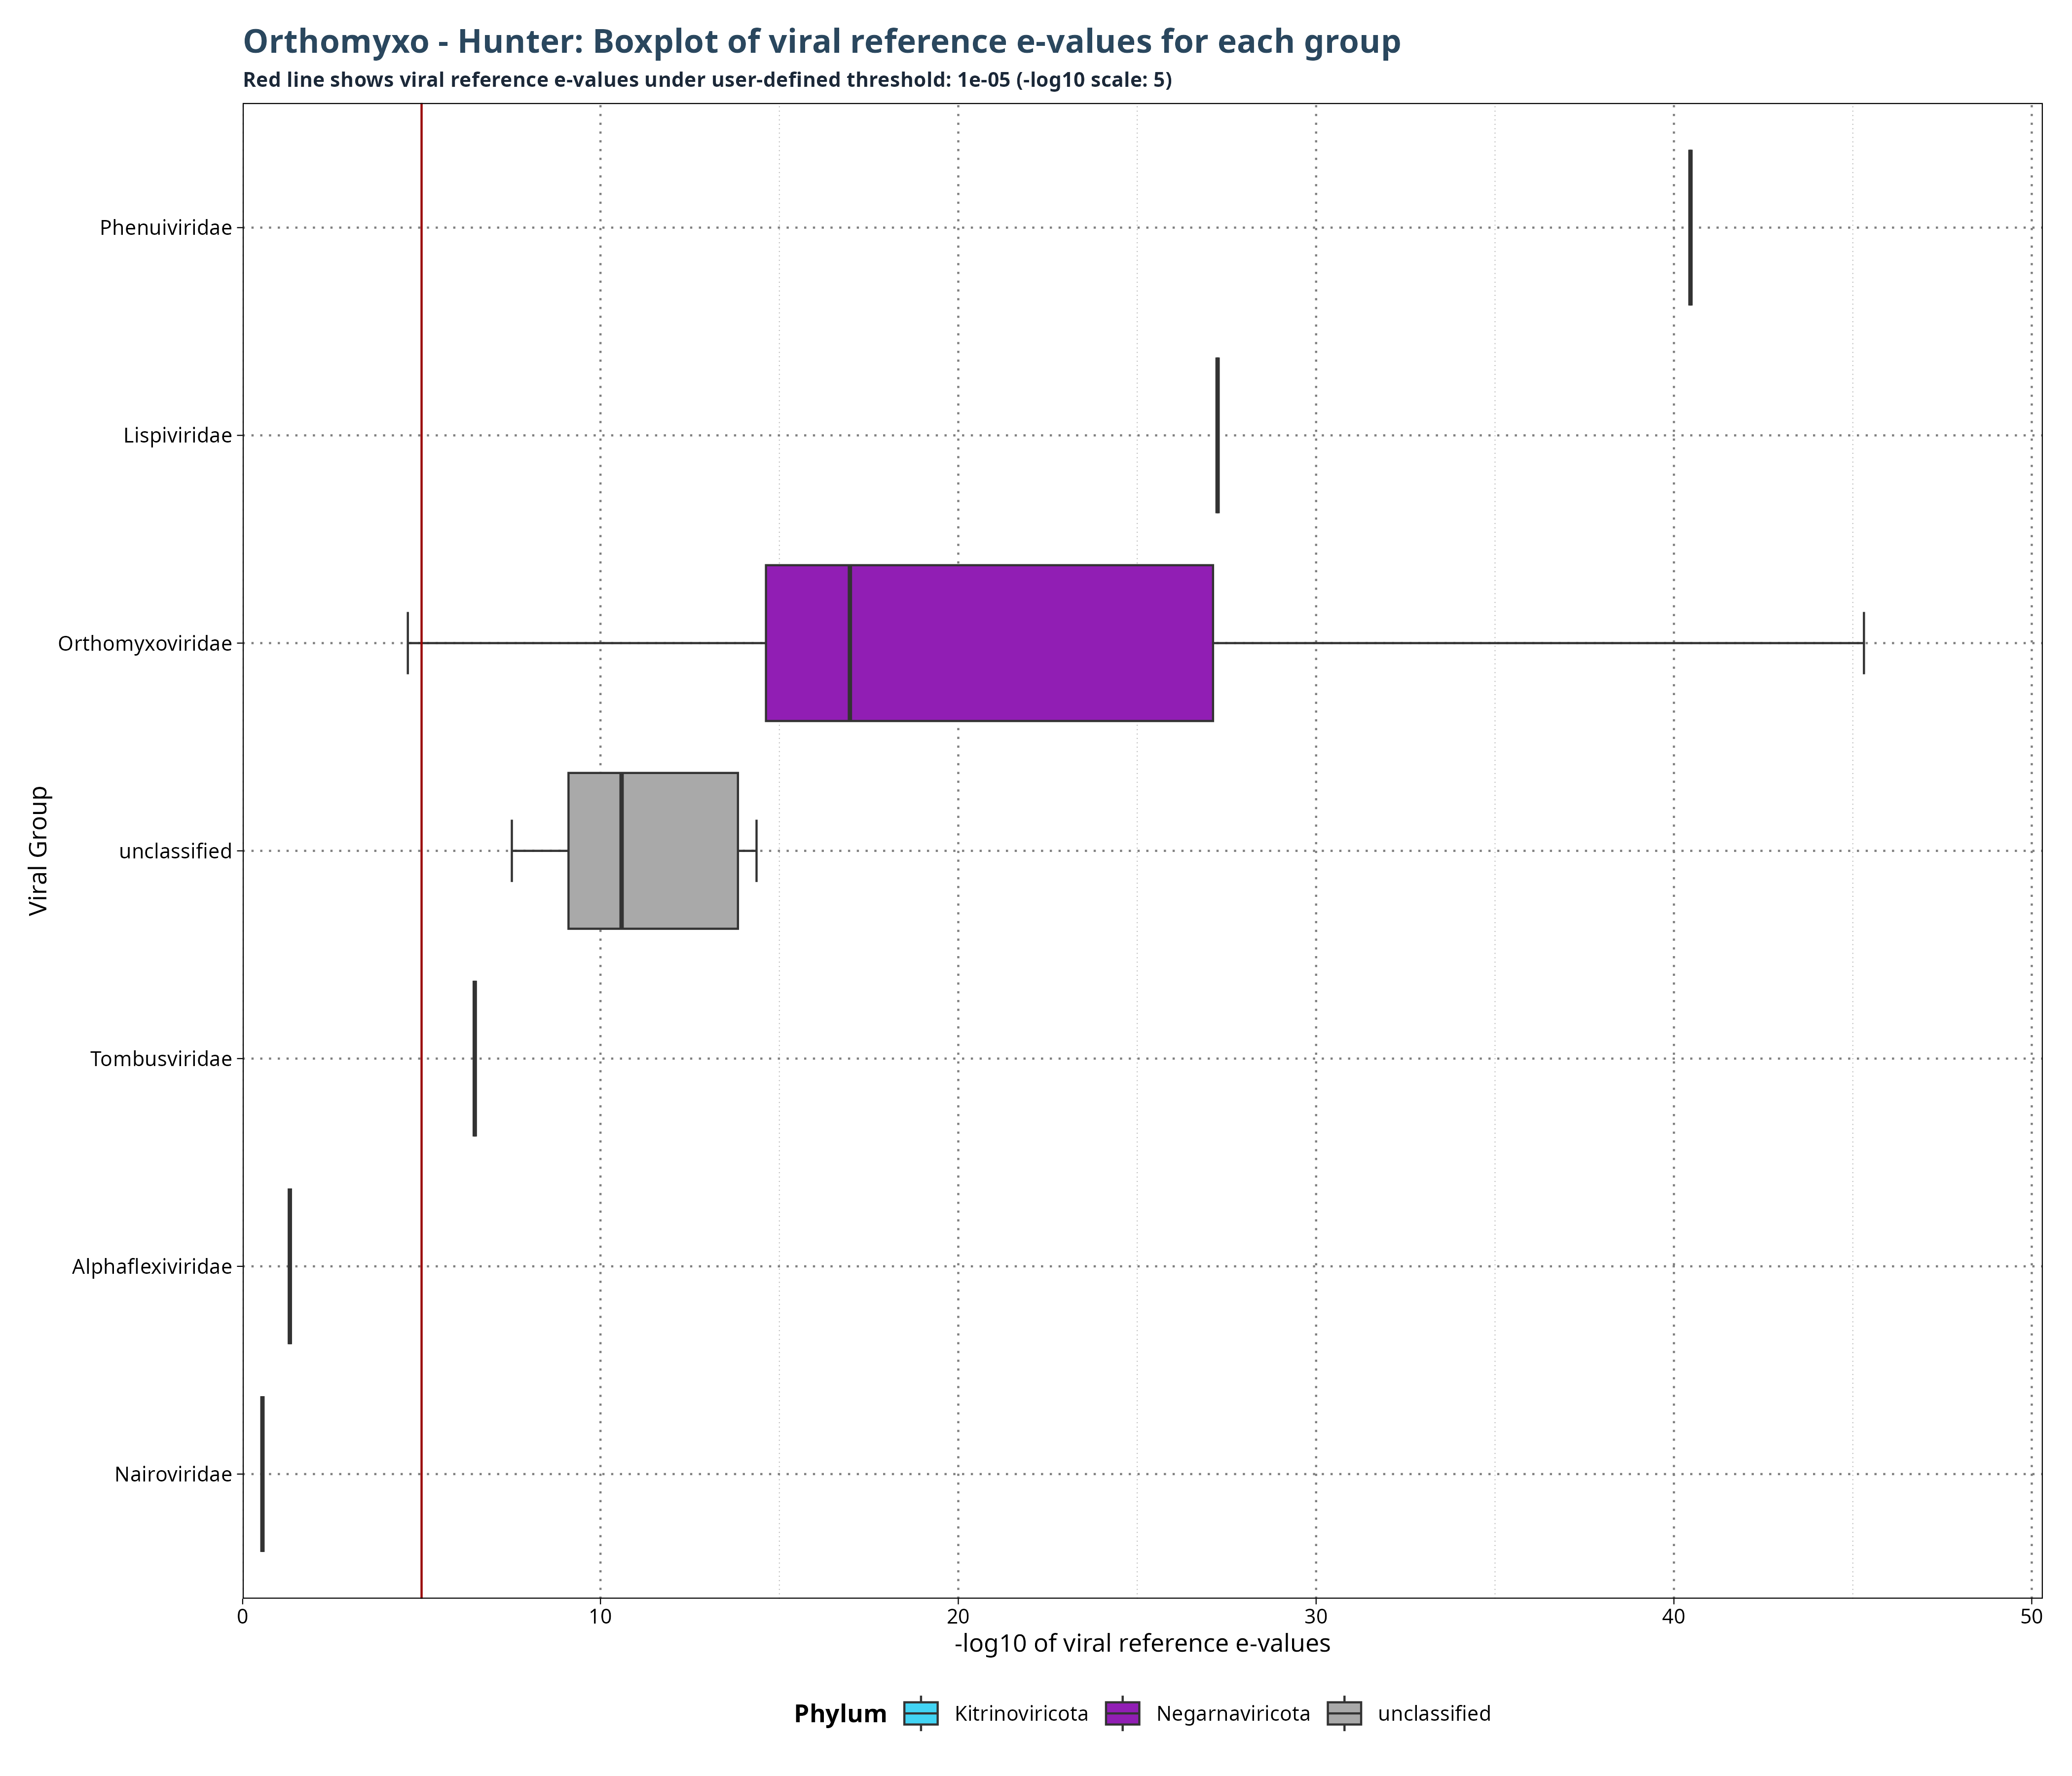 Orthomyxo - Hunter: Boxplot of viral reference e-values for each group
Red line shows viral reference e-values under user-defined threshold: 1e-05 (-log10 scale: 5)
Viral Group
Phenuiviridae
Lispiviridae
Orthomyxoviridae
unclassified
Tombusviridae
Alphaflexiviridae
Nairoviridae
0 10 20 30 40 50
-log10 of viral reference e-values
Phylum Kitrinoviricota Negarnaviricota unclassified